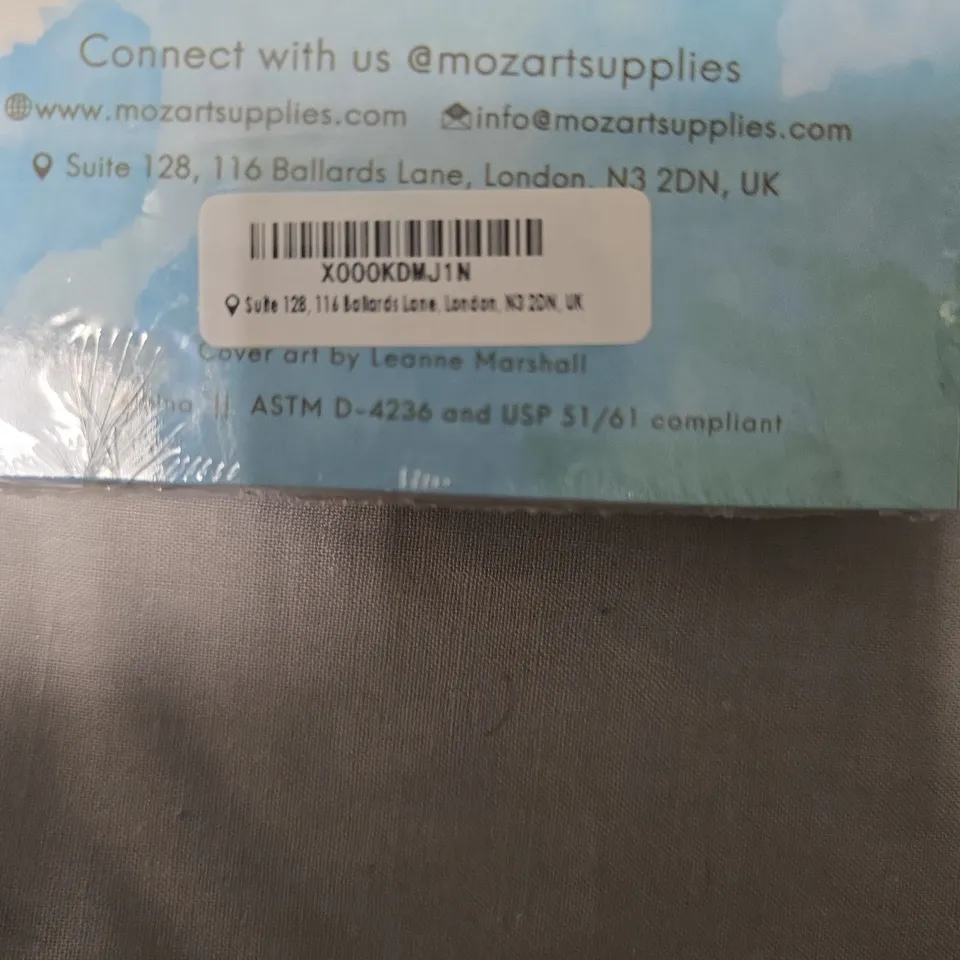 Connect with us @mozartsupplies
www.mozartsupplies.com info@mozartsupplies.com
Suite 128, 116 Ballards Lane, London, N3 2DN, UK
X000KDMJ1N
Suite 128, 116 Ballards Lane, London, N3 2DN, UK
Cover art by Leanne Marshall
|| ASTM D-4236 and USP 51/61 compliant